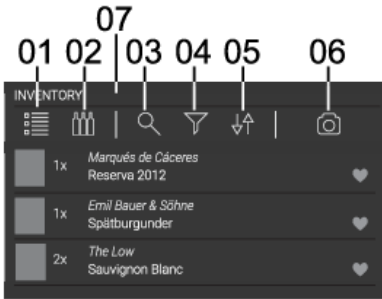 07
01 02 03 04 05 06
INVENTORY
1x Marqués de Cáceres
Reserva 2012
1x Emil Bauer & Söhne
Spätburgunder
2x The Low
Sauvignon Blanc